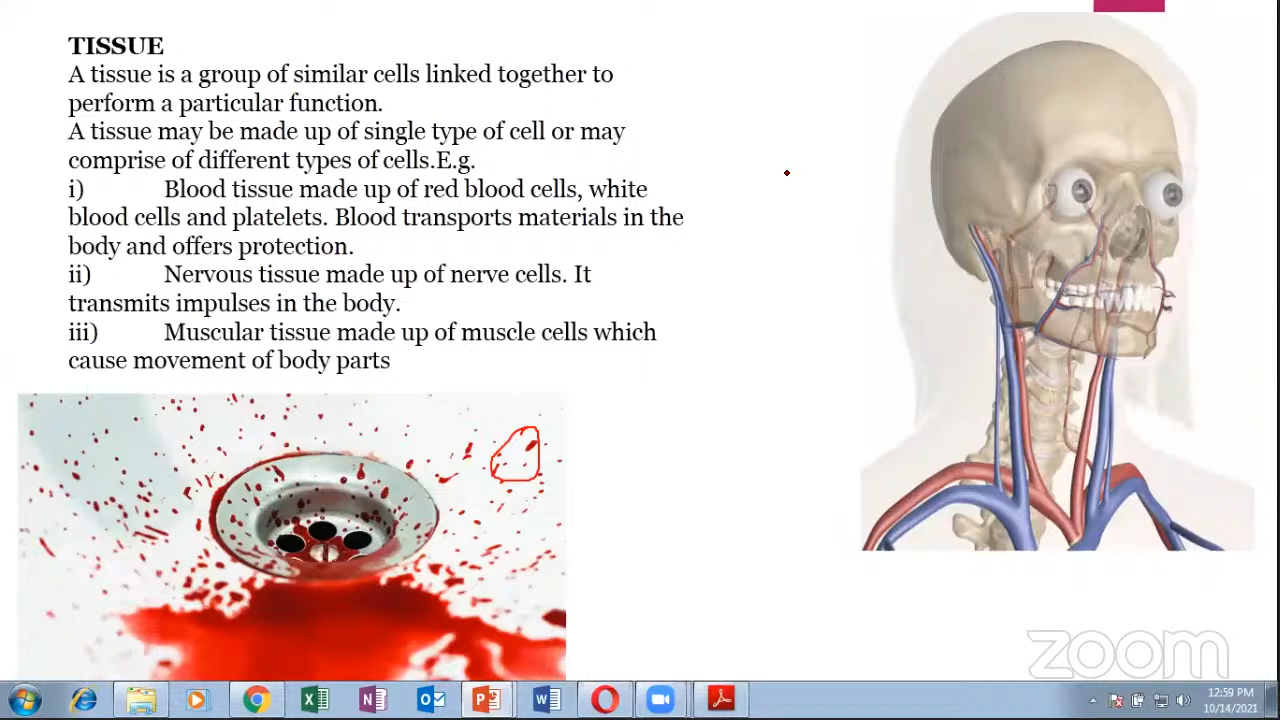 TISSUE
A tissue is a group of similar cells linked together to
perform a particular function.
A tissue may be made up of single type of cell or may
comprise of different types of cells.E.g.
i) Blood tissue made up of red blood cells, white
blood cells and platelets. Blood transports materials in the
body and offers protection.
ii) Nervous tissue made up of nerve cells. It
transmits impulses in the body.
iii) Muscular tissue made up of muscle cells which
cause movement of body parts
zoom
12:59 PM
10/14/2021